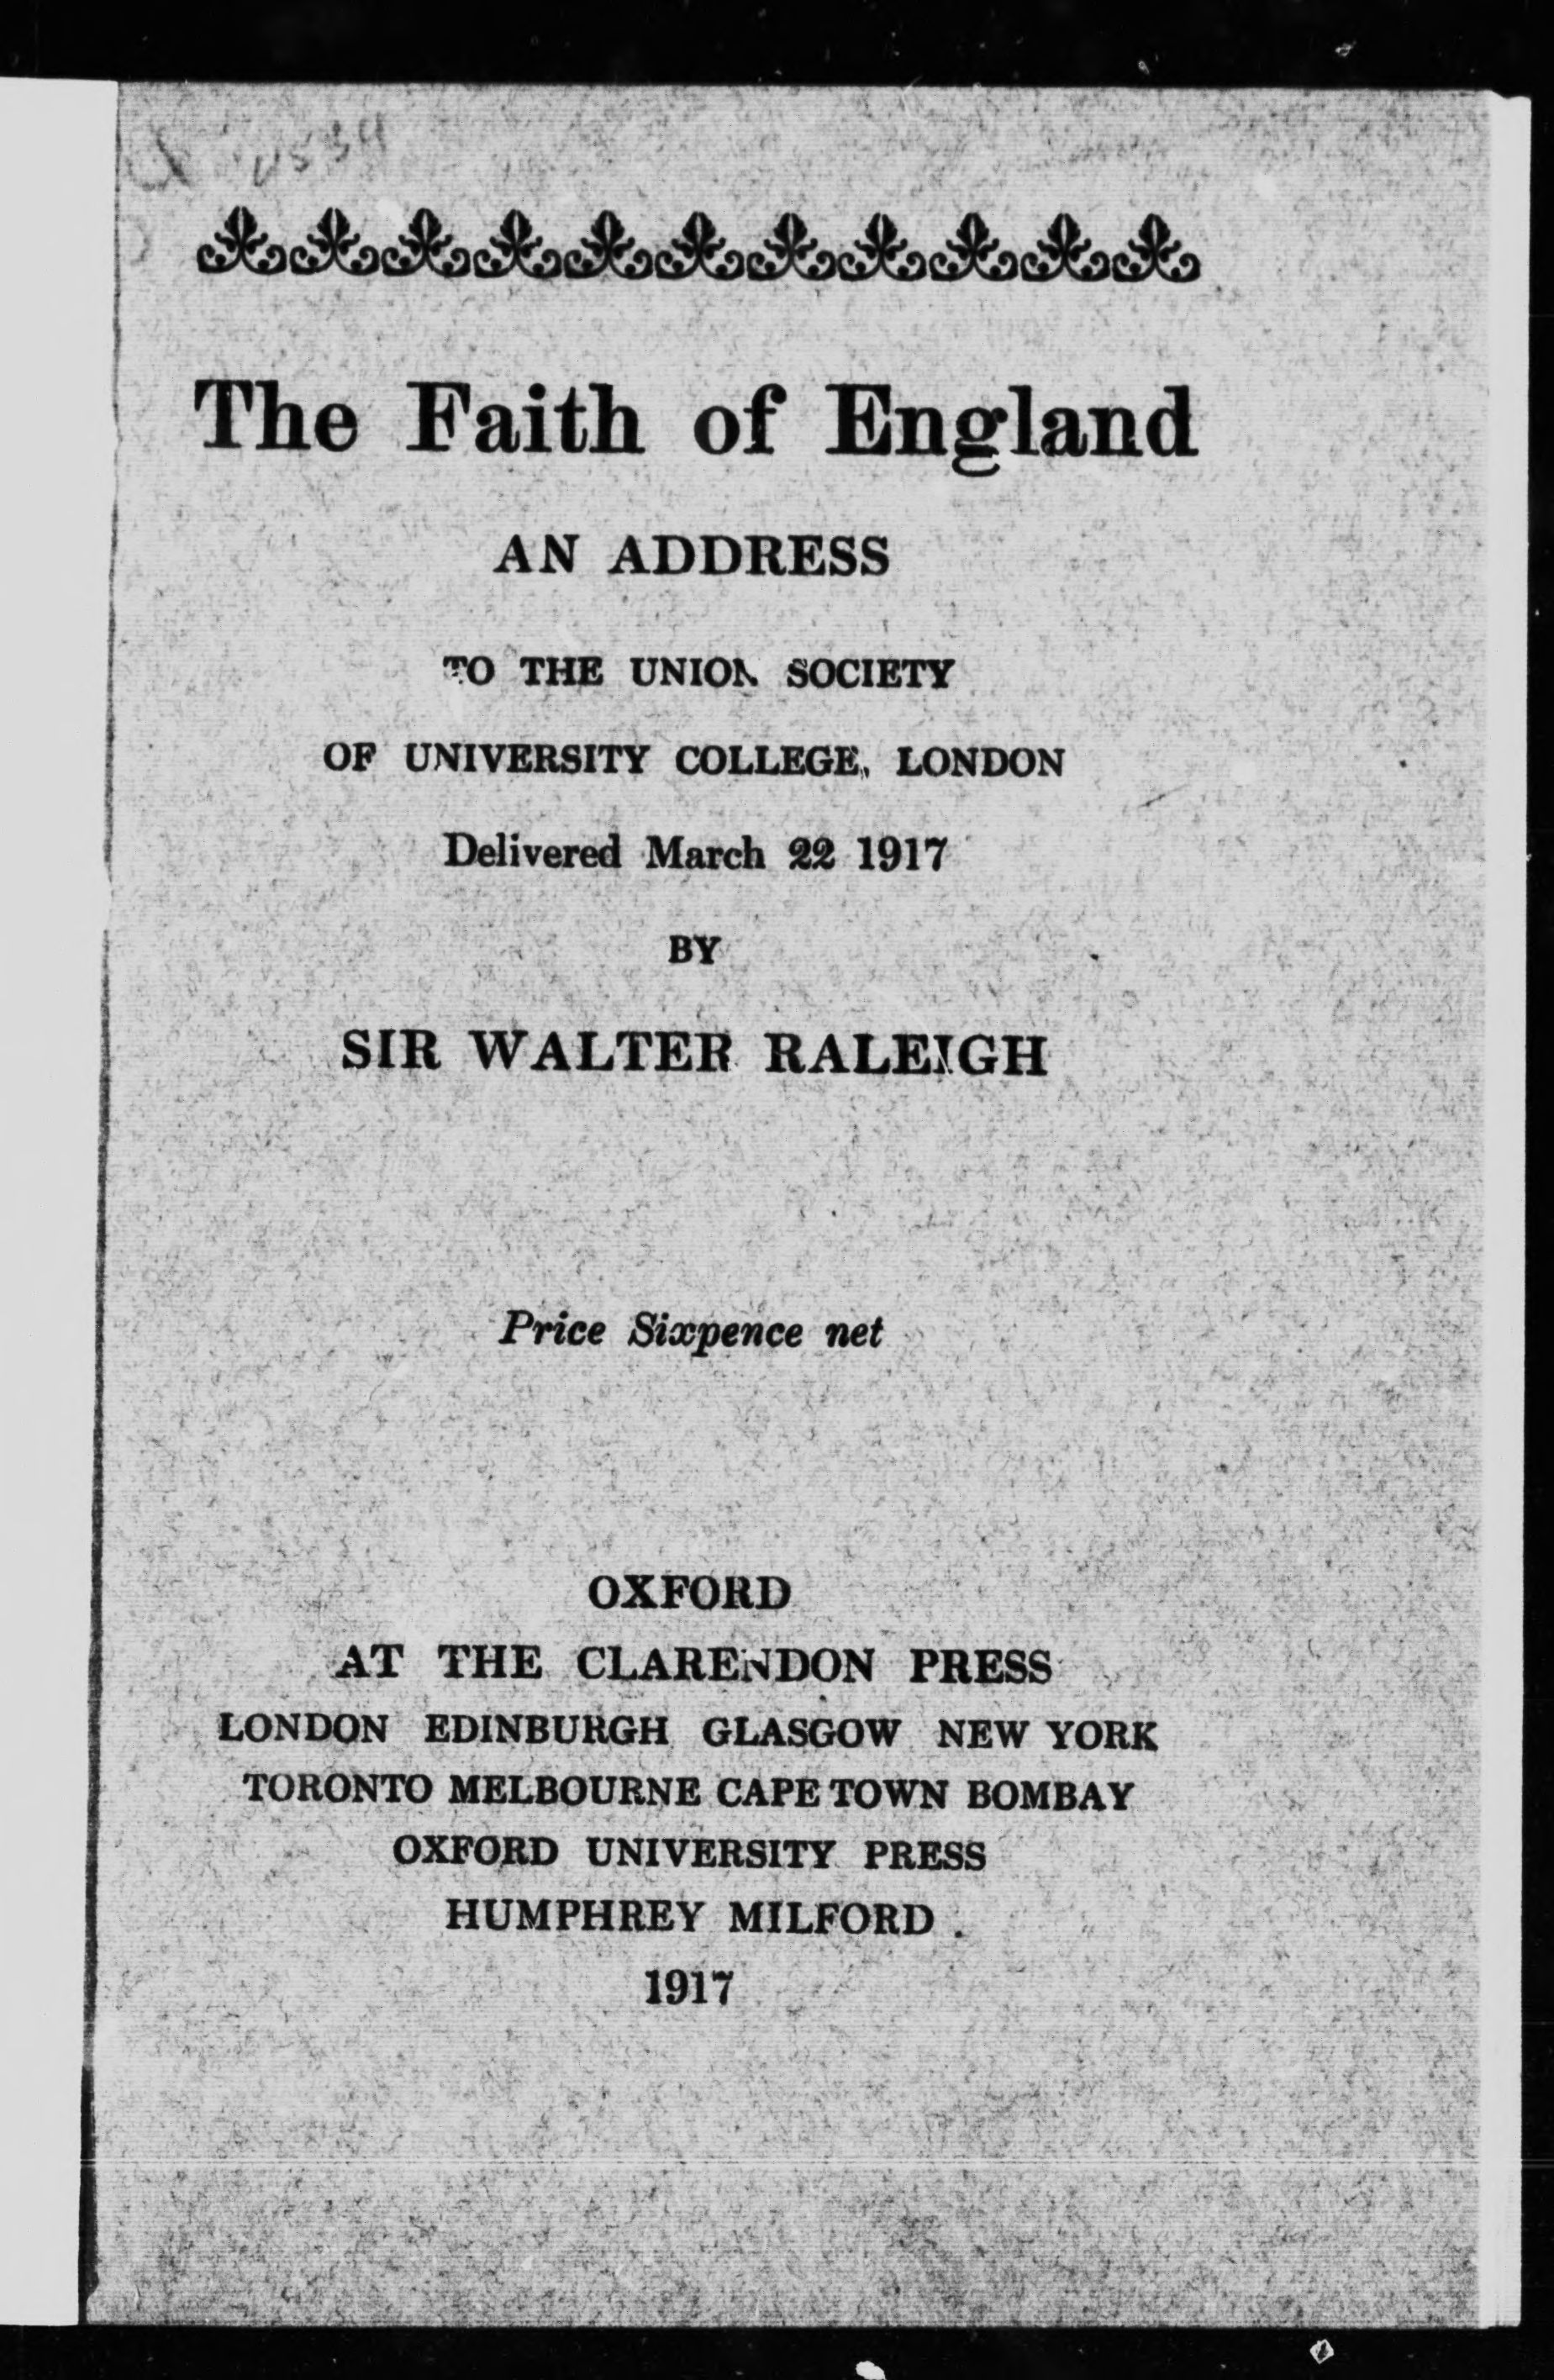 The Faith of England
AN ADDRESS
TO THE UNION SOCIETY
OF UNIVERSITY COLLEGE, LONDON
Delivered March 22 1917
BY
SIR WALTER RALEIGH
Price Sixpence net
OXFORD
AT THE CLARENDON PRESS
LONDON EDINBURGH GLASGOW NEW YORK
TORONTO MELBOURNE CAPE TOWN BOMBAY
OXFORD UNIVERSITY PRESS
HUMPHREY MILFORD
1917